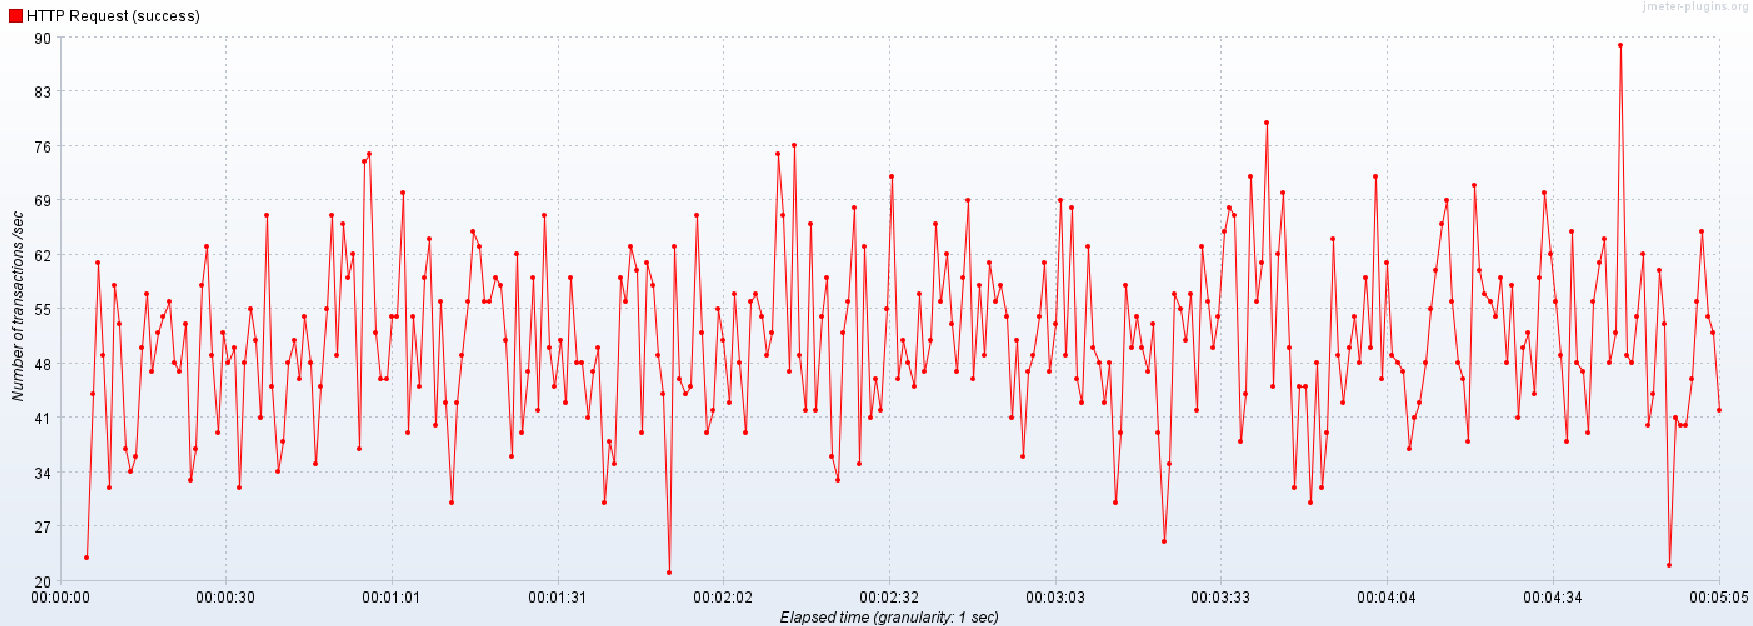 HTTP Request (success)
jmeter-plugins.org
90
83
76
69
62
55
48
41
34
27
20
Number of transactions /sec
00:00:00 00:00:30 00:01:01 00:01:31 00:02:02 00:02:32 00:03:03 00:03:33 00:04:04 00:04:34 00:05:05
Elapsed time (granularity: 1 sec)